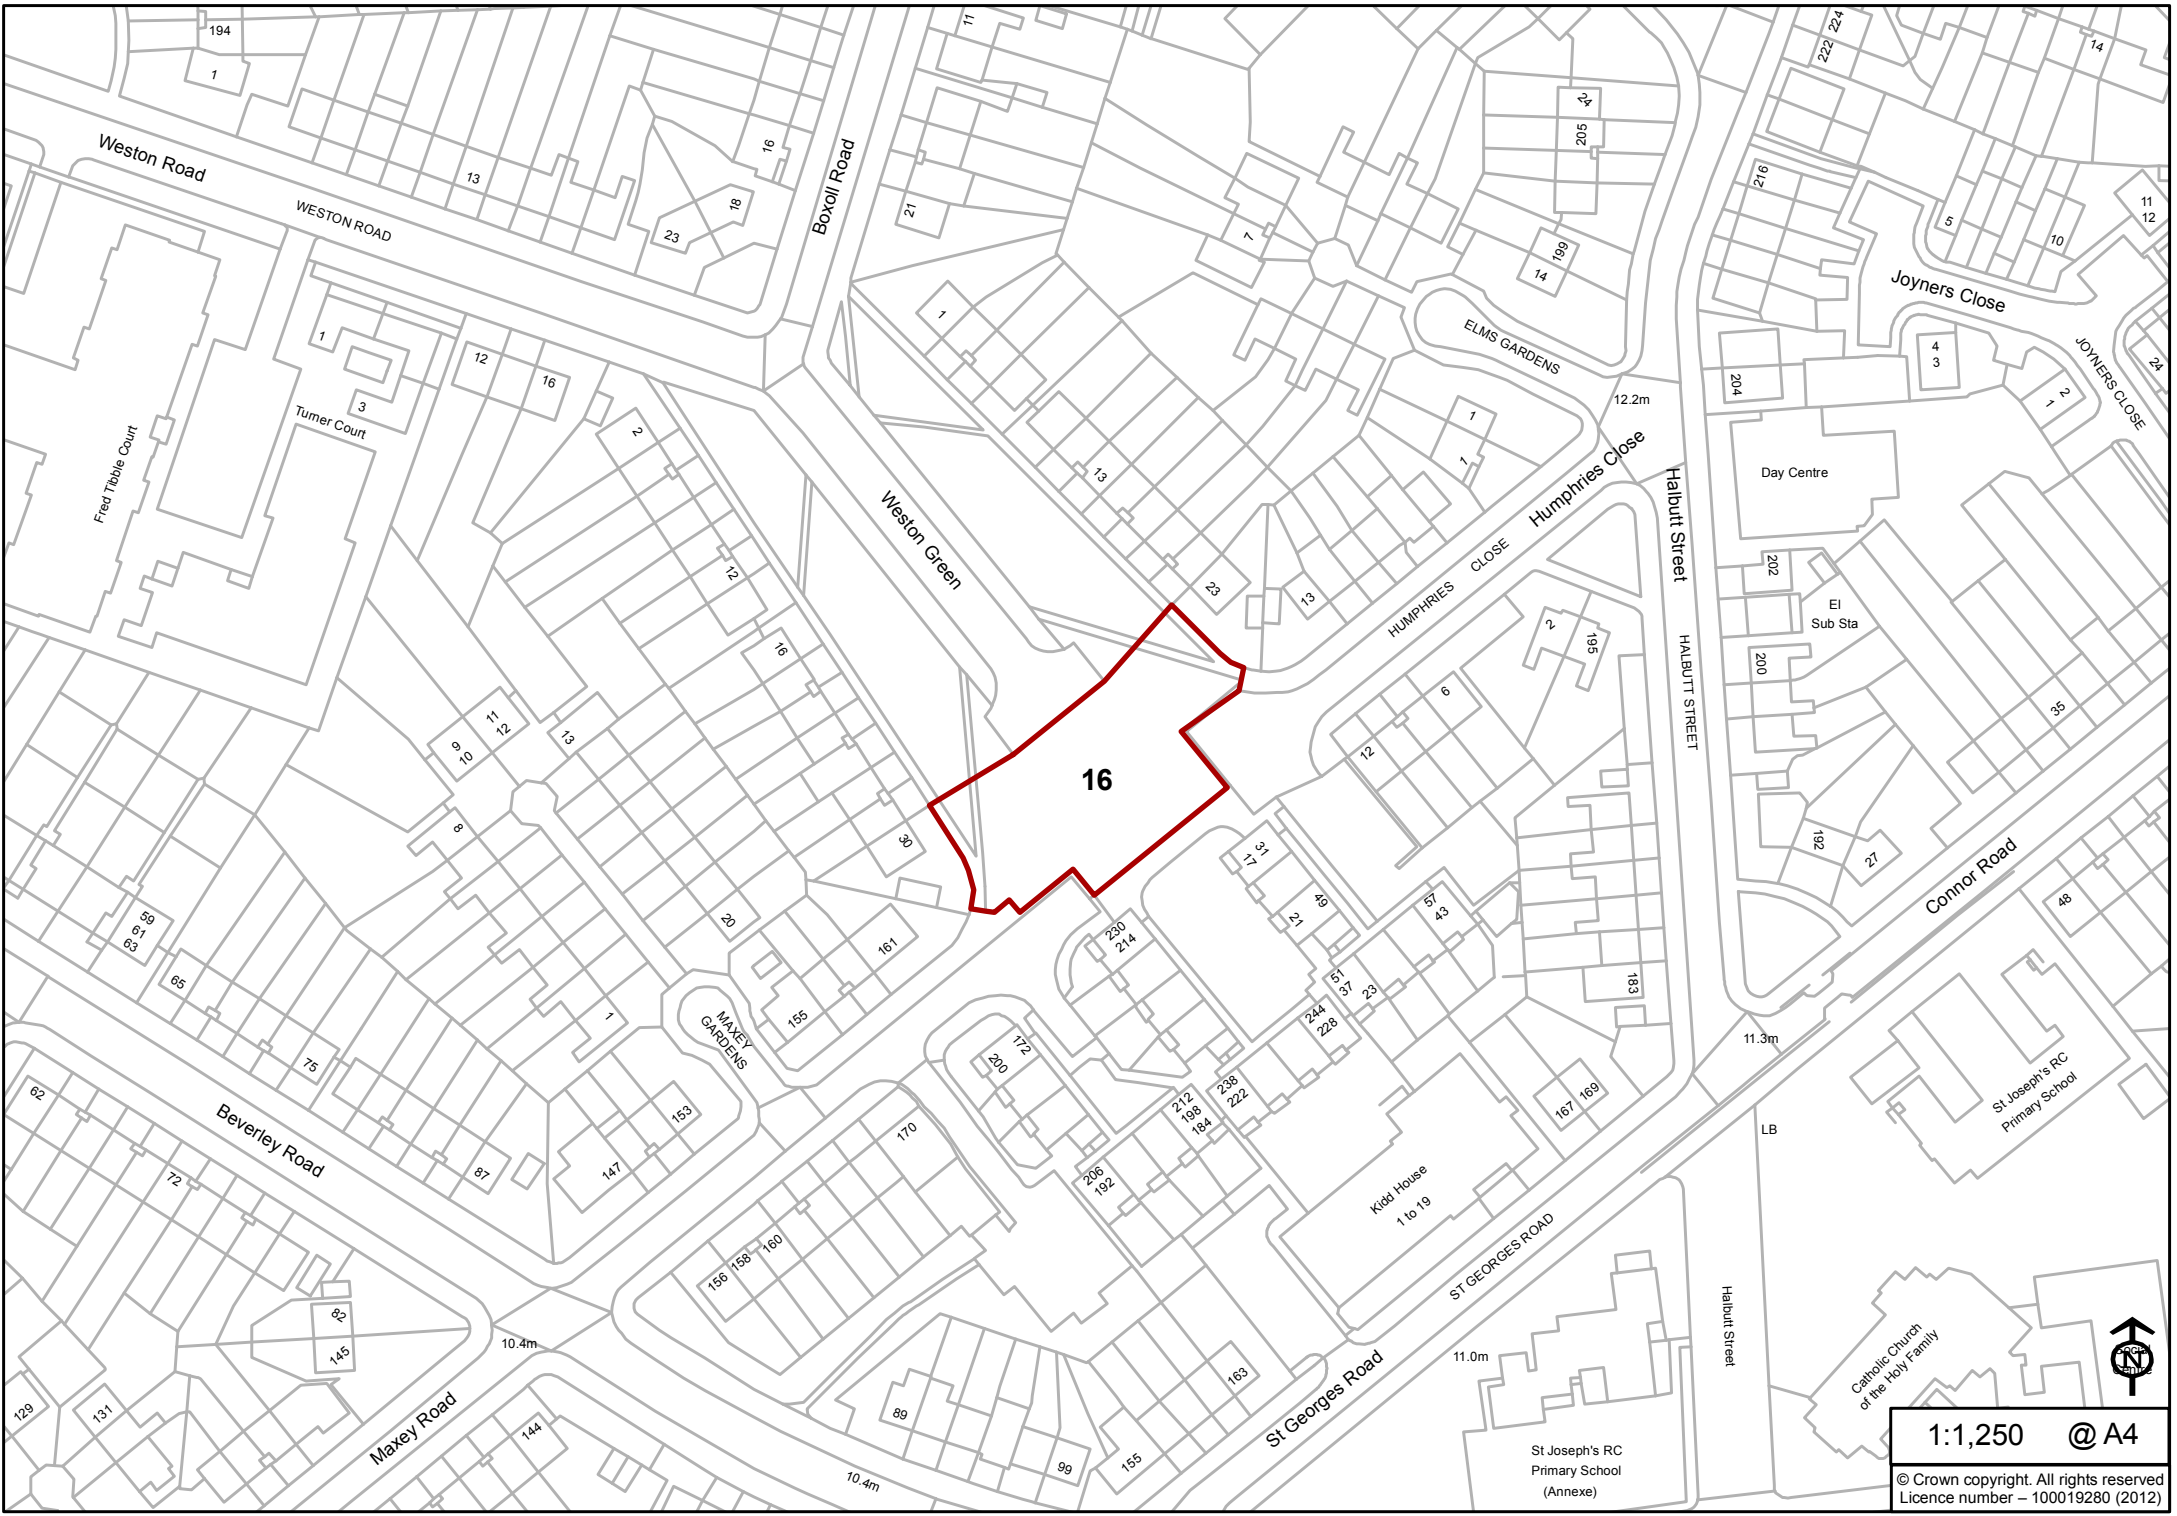 194
1
11
222 224
14
24
205
16
Weston Road
13
WESTON ROAD
Boxoll Road
18
23
21
7
199
14
216
5
10
11
12
Joyners Close
1
12
16
3
Turner Court
Fred Tibble Court
2
1
ELMS GARDENS
12.2m
204
4
3
2
1
JOYNERS CLOSE
24
1
1
Humphries Close
Halbutt Street
Day Centre
13
Weston Green
12
23
13
HUMPHRIES CLOSE
202
El
Sub Sta
2
195
HALBUTT STREET
200
16
6
12
35
11
12
9
10
13
16
8
30
31
17
49
21
57
43
192
27
Connor Road
48
59
61
63
65
20
161
155
230
214
51
37
23
183
244
228
1
MAXEY
GARDENS
75
62
172
200
153
170
147
87
72
Beverley Road
212
198
184
238
222
206
192
167 169
11.3m
St Joseph's RC
Primary School
LB
Kidd House
1 to 19
156 158 160
ST GEORGES ROAD
Halbutt Street
82
145
10.4m
129
131
Maxey Road
144
89
99
10.4m
163
155
St Georges Road
11.0m
St Joseph's RC
Primary School
(Annexe)
Catholic Church
of the Holy Family
Social
Centre
N
1:1,250 @ A4
© Crown copyright. All rights reserved
Licence number – 100019280 (2012)